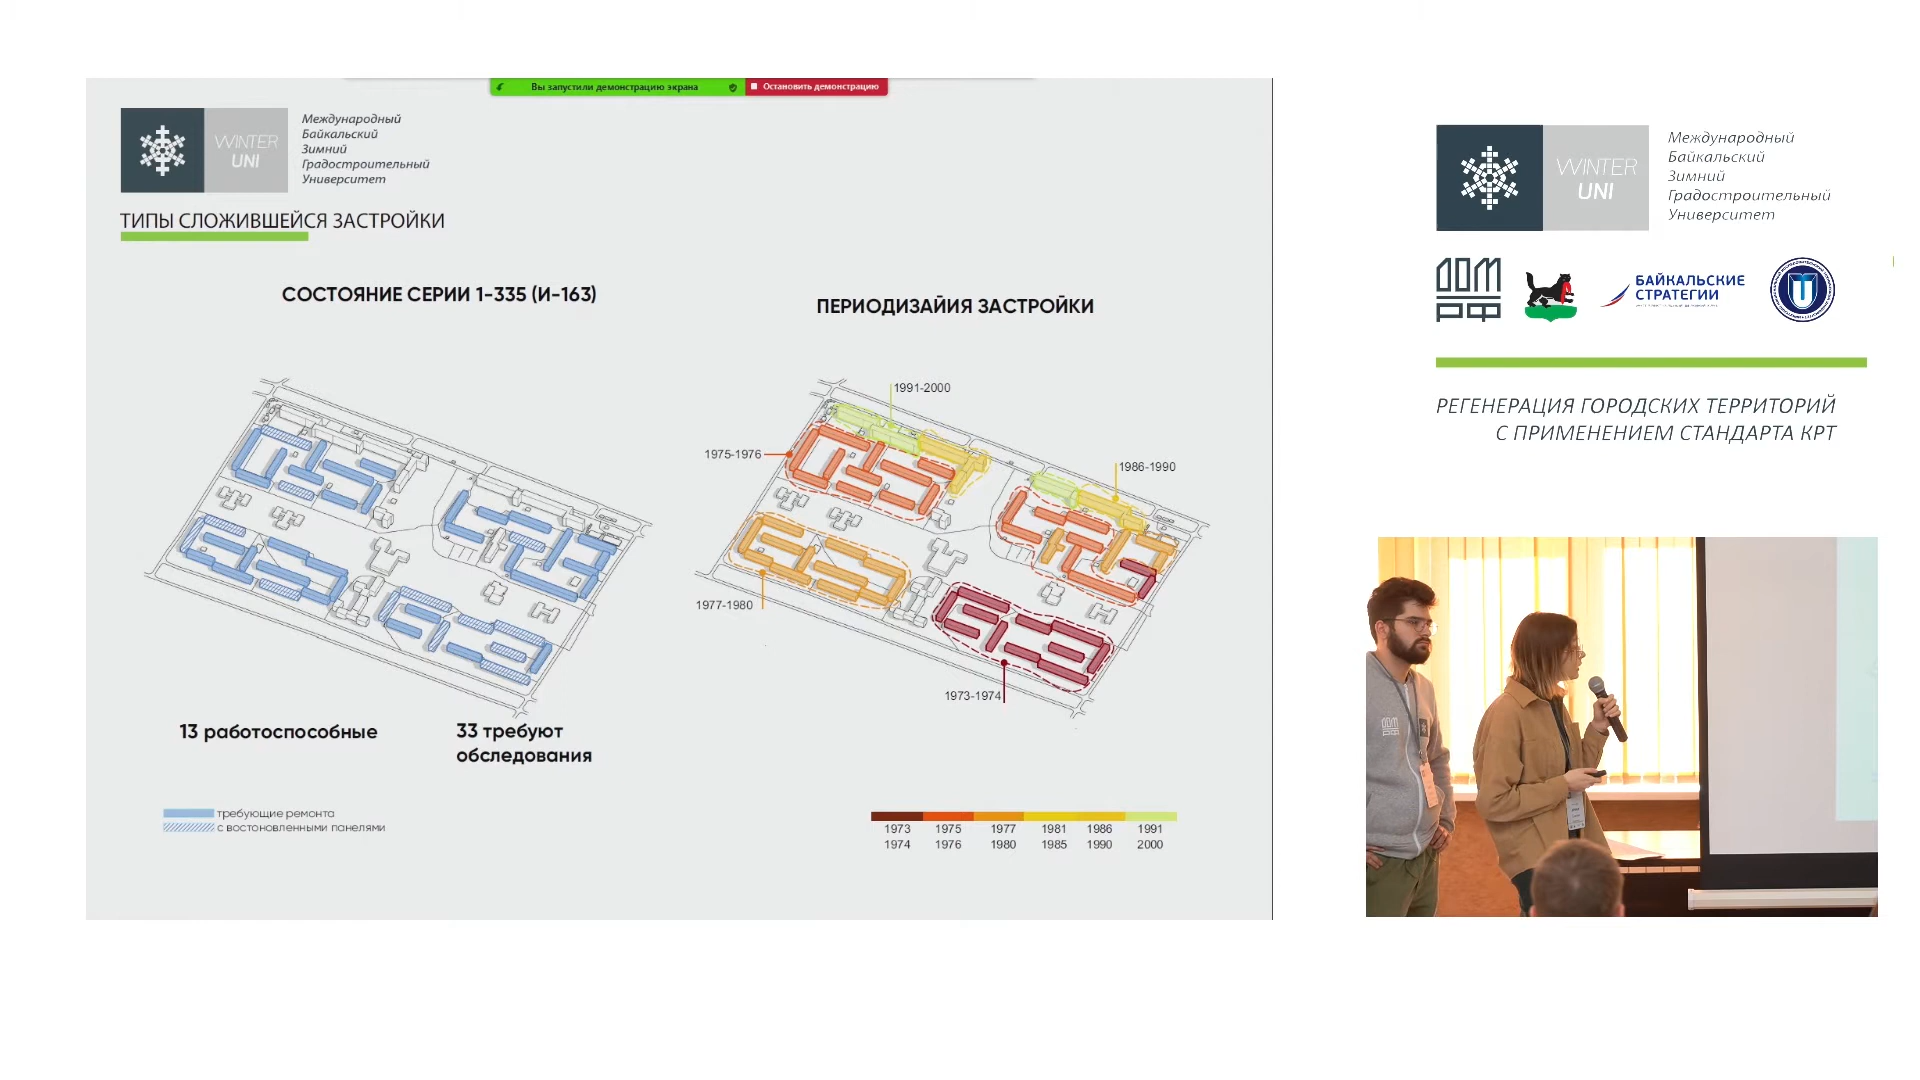 Вы запустили демонстрацию экрана
Остановить демонстрацию
WINTER
UNI
Международный
Байкальский
Зимний
Градостроительный
Университет
ТИПЫ СЛОЖИВШЕЙСЯ ЗАСТРОЙКИ
СОСТОЯНИЕ СЕРИИ 1-335 (И-163)
13 работоспособные
33 требуют
обследования
требующие ремонта
с востоновленными панелями
ПЕРИОДИЗАЙИЯ ЗАСТРОЙКИ
1991-2000
1975-1976
1986-1990
1977-1980
1973-1974
1973 1975 1977 1981 1986 1991
1974 1976 1980 1985 1990 2000
WINTER
UNI
Международный
Байкальский
Зимний
Градостроительный
Университет
ДОМ
РФ
БАЙКАЛЬСКИЕ
СТРАТЕГИИ
РЕГЕНЕРАЦИЯ ГОРОДСКИХ ТЕРРИТОРИЙ
С ПРИМЕНЕНИЕМ СТАНДАРТА КРТ